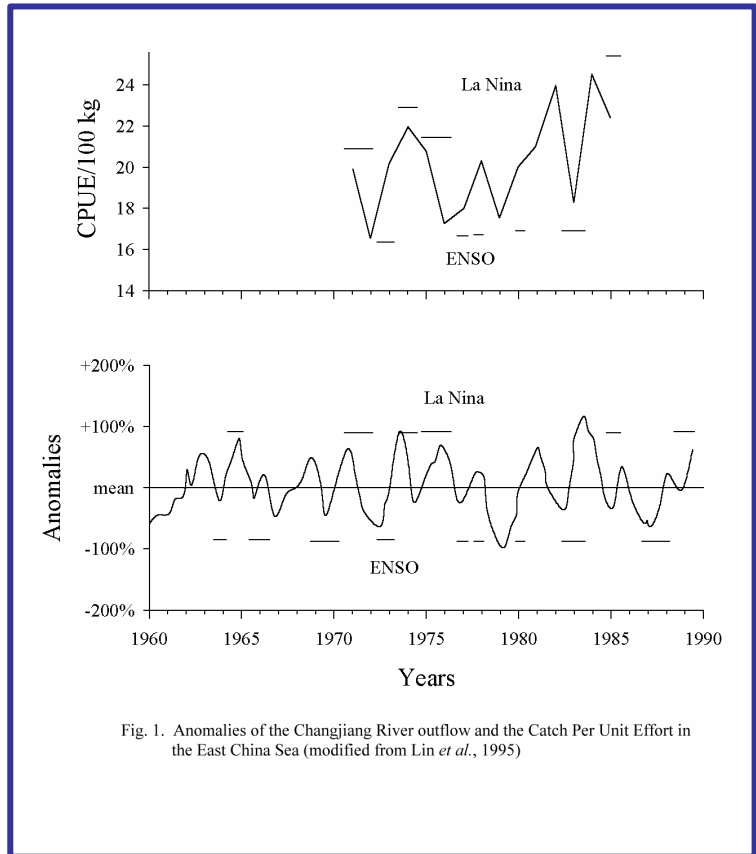 CPUE/100 kg
24
22
20
18
16
14
La Nina
ENSO
Anomalies
+200%
+100%
mean
-100%
-200%
La Nina
ENSO
1960 1965 1970 1975 1980 1985 1990
Years
Fig. 1. Anomalies of the Changjiang River outflow and the Catch Per Unit Effort in
the East China Sea (modified from Lin et al., 1995)